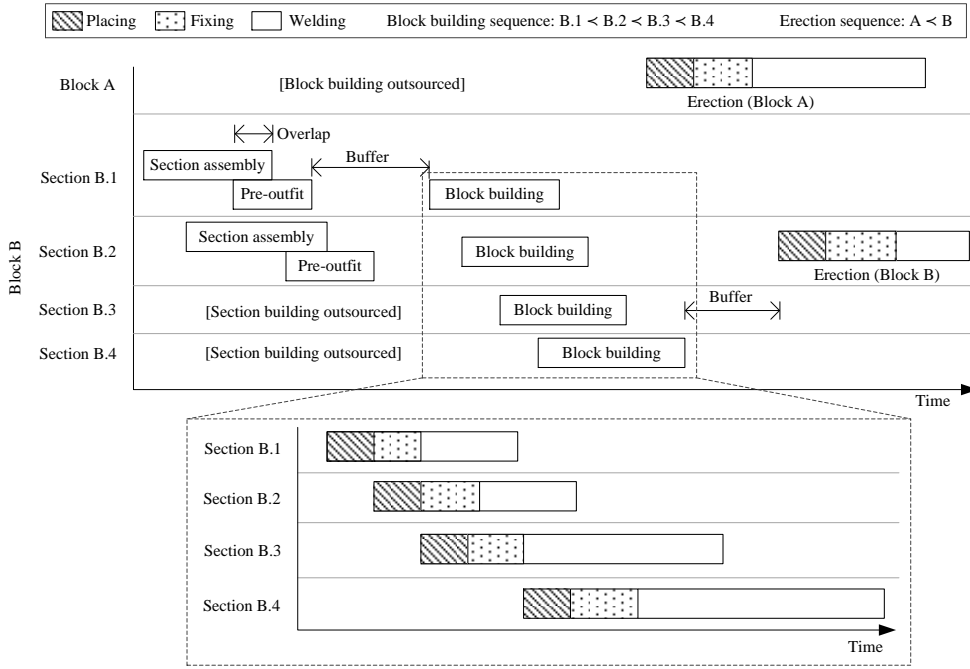 Placing Fixing Welding Block building sequence: B.1 ≺ B.2 ≺ B.3 ≺ B.4 Erection sequence: A ≺ B
Block A
[Block building outsourced]
Erection (Block A)
Block B
Overlap
Section B.1
Section assembly
Buffer
Pre-outfit
Block building
Section B.2
Section assembly
Pre-outfit
Block building
Erection (Block B)
Section B.3
[Section building outsourced]
Block building
Buffer
Section B.4
[Section building outsourced]
Block building
Time
Section B.1
Section B.2
Section B.3
Section B.4
Time